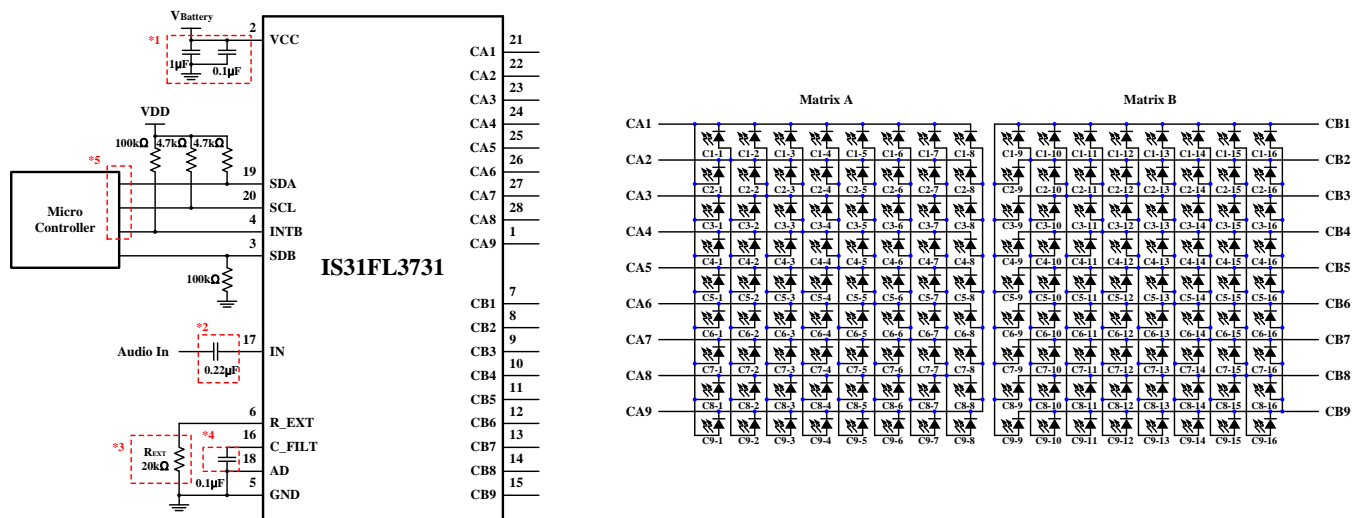 VBattery
2
VCC
*1
1μF
0.1μF
VDD
100kΩ 4.7kΩ 4.7kΩ
*5
Micro
Controller
19
SDA
20
SCL
4
INTB
3
SDB
100kΩ
IS31FL3731
*2
Audio In
17
IN
0.22μF
6
R_EXT
16
C_FILT
*3
REXT
20kΩ
*4
18
AD
0.1μF
5
GND
21
CA1
22
CA2
23
CA3
24
CA4
25
CA5
26
CA6
27
CA7
28
CA8
1
CA9
7
CB1
8
CB2
9
CB3
10
CB4
11
CB5
12
CB6
13
CB7
14
CB8
15
CB9
Matrix A
Matrix B
CA1
CB1
C1-1 C1-2 C1-3 C1-4 C1-5 C1-6 C1-7 C1-8 C1-9 C1-10 C1-11 C1-12 C1-13 C1-14 C1-15 C1-16
CA2
CB2
C2-1 C2-2 C2-3 C2-4 C2-5 C2-6 C2-7 C2-8 C2-9 C2-10 C2-11 C2-12 C2-13 C2-14 C2-15 C2-16
CA3
CB3
C3-1 C3-2 C3-3 C3-4 C3-5 C3-6 C3-7 C3-8 C3-9 C3-10 C3-11 C3-12 C3-13 C3-14 C3-15 C3-16
CA4
CB4
C4-1 C4-2 C4-3 C4-4 C4-5 C4-6 C4-7 C4-8 C4-9 C4-10 C4-11 C4-12 C4-13 C4-14 C4-15 C4-16
CA5
CB5
C5-1 C5-2 C5-3 C5-4 C5-5 C5-6 C5-7 C5-8 C5-9 C5-10 C5-11 C5-12 C5-13 C5-14 C5-15 C5-16
CA6
CB6
C6-1 C6-2 C6-3 C6-4 C6-5 C6-6 C6-7 C6-8 C6-9 C6-10 C6-11 C6-12 C6-13 C6-14 C6-15 C6-16
CA7
CB7
C7-1 C7-2 C7-3 C7-4 C7-5 C7-6 C7-7 C7-8 C7-9 C7-10 C7-11 C7-12 C7-13 C7-14 C7-15 C7-16
CA8
CB8
C8-1 C8-2 C8-3 C8-4 C8-5 C8-6 C8-7 C8-8 C8-9 C8-10 C8-11 C8-12 C8-13 C8-14 C8-15 C8-16
CA9
CB9
C9-1 C9-2 C9-3 C9-4 C9-5 C9-6 C9-7 C9-8 C9-9 C9-10 C9-11 C9-12 C9-13 C9-14 C9-15 C9-16